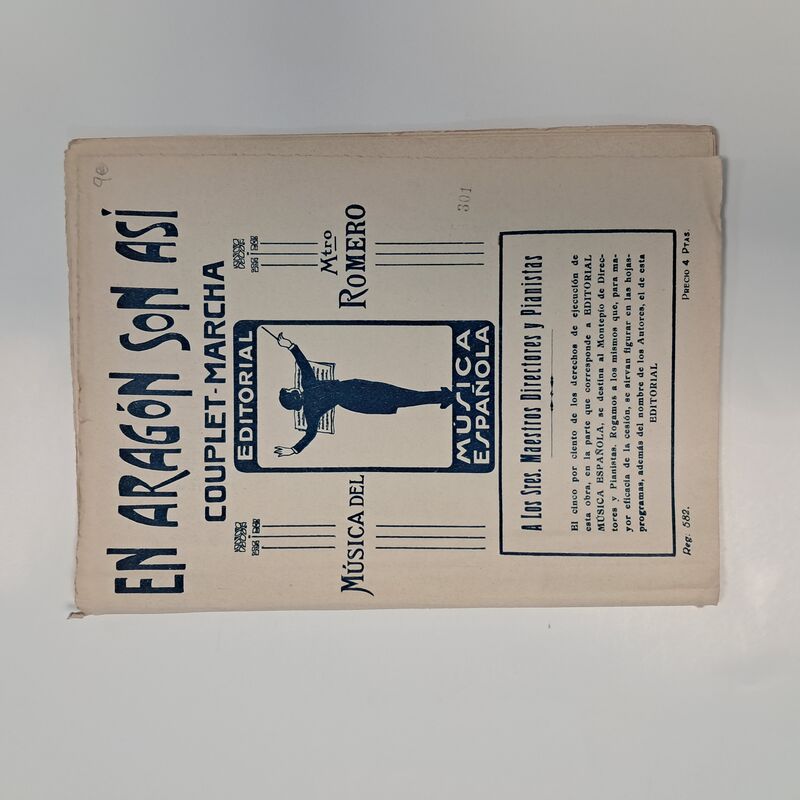 9€
EN ARAGÓN SON ASÍ
COUPLET-MARCHA
EDITORIAL
MÚSICA
ESPAÑOLA
MÚSICA DEL
Mtro
ROMERO
301
A Los Sres. Maestros Directores y Pianistas
El cinco por ciento de los derechos de ejecución de
esta obra, en la parte que corresponde a EDITORIAL
MÚSICA ESPAÑOLA, se destina al Montepio de Direc-
tores y Pianistas. Rogamos a los mismos que, para ma-
yor eficacia de la cesión, se sirvan figurar en las hojas-
programas, además del nombre de los Autores, el de esta
EDITORIAL
Reg. 582.
PRECIO 4 PTAS.